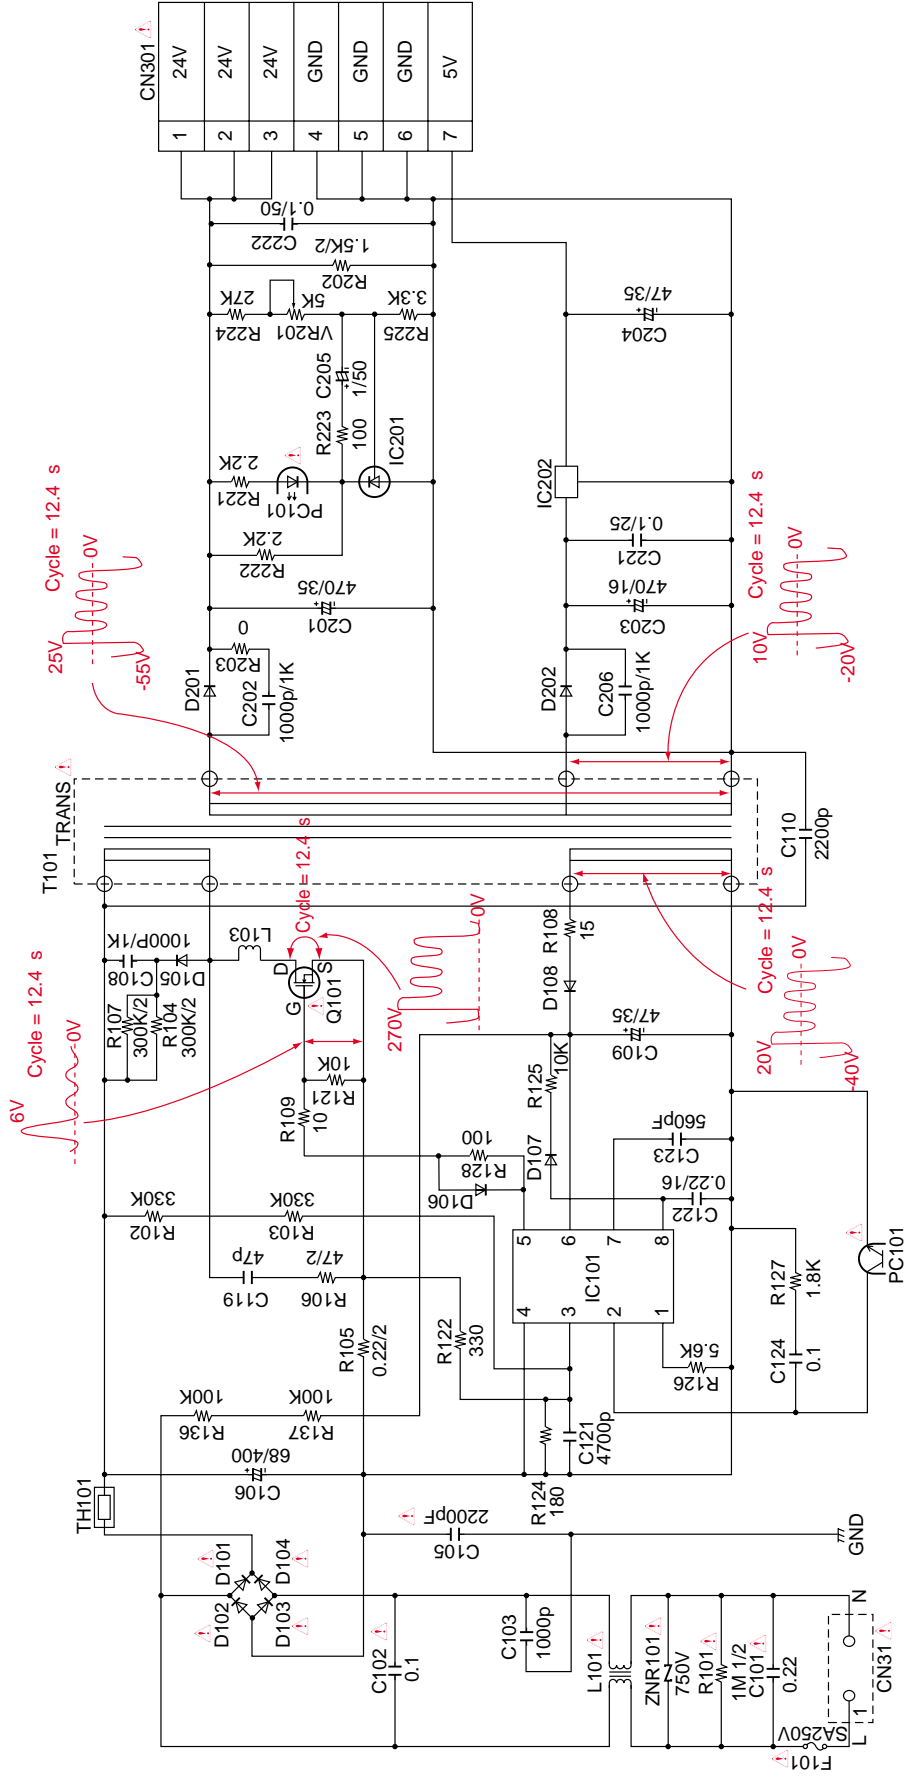 CN301
1 24V
2 24V
3 24V
4 GND
5 GND
6 GND
7 5V
C222
0.1/50
R202
1.5K/2
R224
27K
VR201
5K
R225
3.3K
C205
1/50
R223
100
IC201
R221
2.2K
PC101
R222
2.2K
C201
470/35
R203
0
D201
C202
1000p/1K
C204
47/35
IC202
C221
0.1/25
C203
470/16
D202
C206
1000p/1K
25V
0V
-55V
Cycle = 12.4 s
10V
0V
-20V
Cycle = 12.4 s
T101
TRANS
C110
2200p
C108
1000P/1K
D105
R107
300K/2
R104
300K/2
L103
D
S
G
Q101
Cycle = 12.4 s
270V
0V
6V
0V
Cycle = 12.4 s
R109
10
R121
10K
R108
15
D108
C109
47/35
R125
10K
D107
20V
0V
-40V
Cycle = 12.4 s
R128
100
D106
C123
560pF
C122
0.22/16
R102
330K
R103
330K
C119
47p
R106
47/2
R105
0.22/2
R122
330
IC101
5
6
7
8
4
3
2
1
R126
5.6K
R127
1.8K
C124
0.1
PC101
R136
100K
R137
100K
C106
68/400
R124
180
C121
4700p
TH101
D101
D104
D102
D103
C105
2200pF
GND
C102
0.1
C103
1000p
L101
ZNR101
750V
R101
1M 1/2
C101
0.22
F101
SA250V
L
1
N
CN31